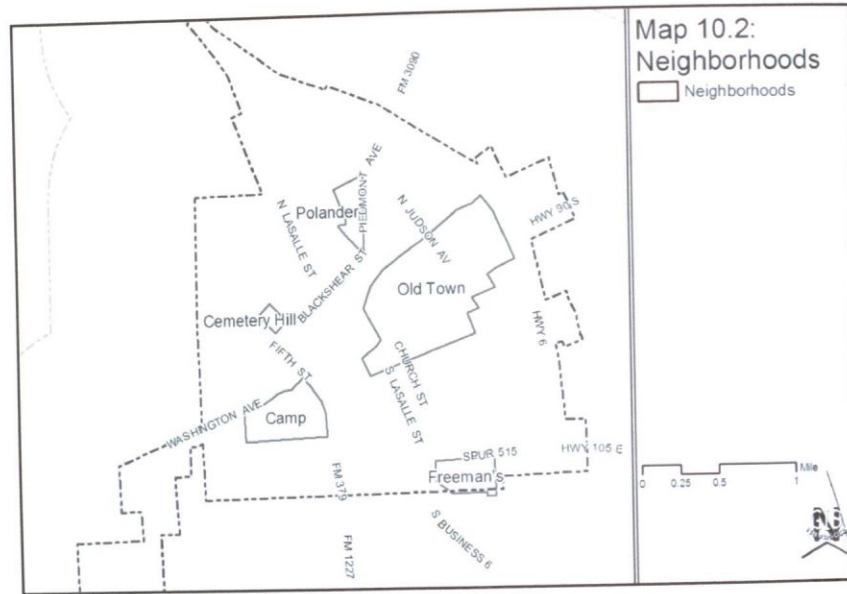 Map 10.2:
Neighborhoods
Neighborhoods
FM 3090
PIEDMONT AVE
Polander
N LASALLE ST
N JUDSON AV
HWY 90 S
BLACKSHEAR ST
Old Town
Cemetery Hill
HWY 6
FIFTH ST
CHURCH ST
S LASALLE ST
WASHINGTON AVE
Camp
SPUR 515
HWY 105 E
Freeman's
FM 379
S BUSINESS 6
FM 1227
Mile
0 0.25 0.5 1